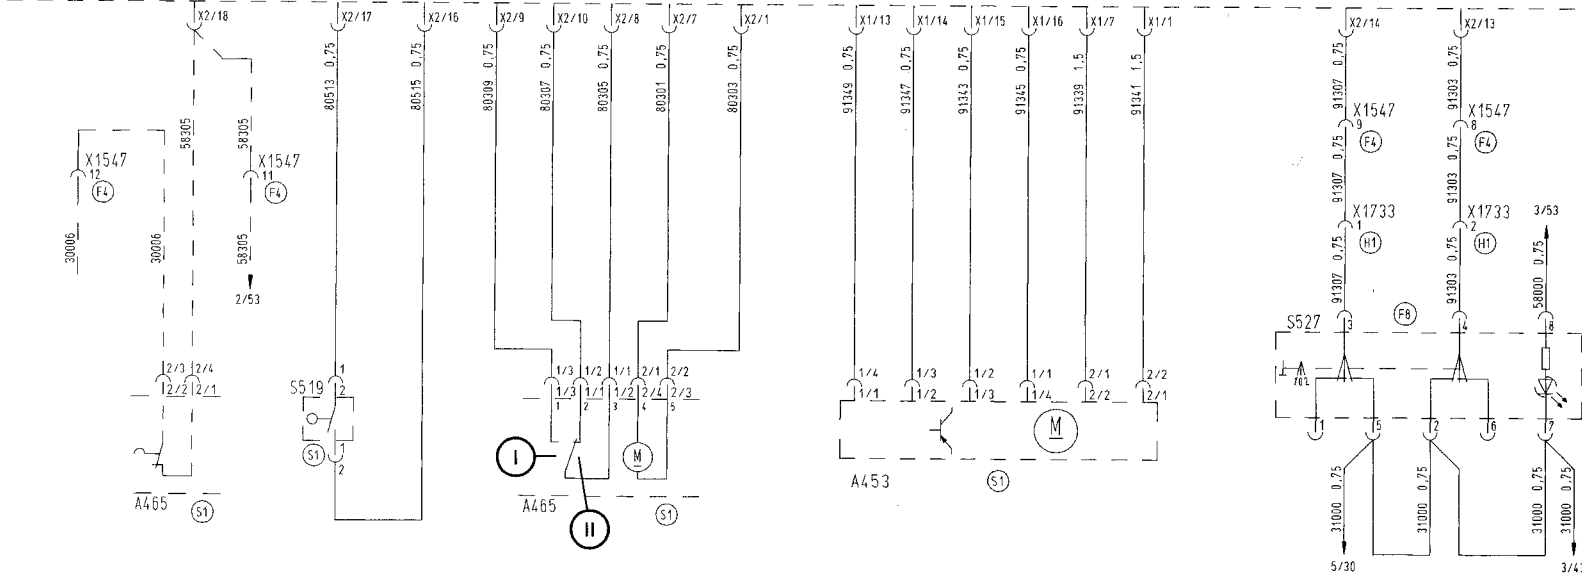 X2/18 X2/17 X2/16 X2/9 X2/10 X2/8 X2/7 X2/1 X1/13 X1/14 X1/15 X1/16 X1/7 X1/1 X2/14 X2/13
80513 0,75
80515 0,75
80309 0,75
80307 0,75
80305 0,75
80301 0,75
80303 0,75
91349 0,75
91347 0,75
91343 0,75
91345 0,75
91339 1,5
91341 1,5
91307 0,75
91303 0,75
58305
58305
X1547
12
F4
X1547
11
F4
X1547
9
F4
X1547
8
F4
91307 0,75
91303 0,75
30006
30006
58305
2/53
X1733
1
H1
X1733
2
H1
3/53
91307 0,75
91303 0,75
58000 0,75
S527
3
F8
4
8
2/3 2/4
2/2 2/1
1
S519
2
1/3 1/2 1/1 2/1 2/2
1/3 1/1 1/2 2/4 2/3
1 2 3 4 5
1/4 1/3 1/2 1/1 2/1 2/2
1/1 1/2 1/3 1/4 2/2 2/1
1 5 2 6 7
S1
1
2
I
M
M
A465
S1
A465
S1
II
A453
S1
31000 0,75
31000 0,75
31000 0,75
31000 0,75
5/30